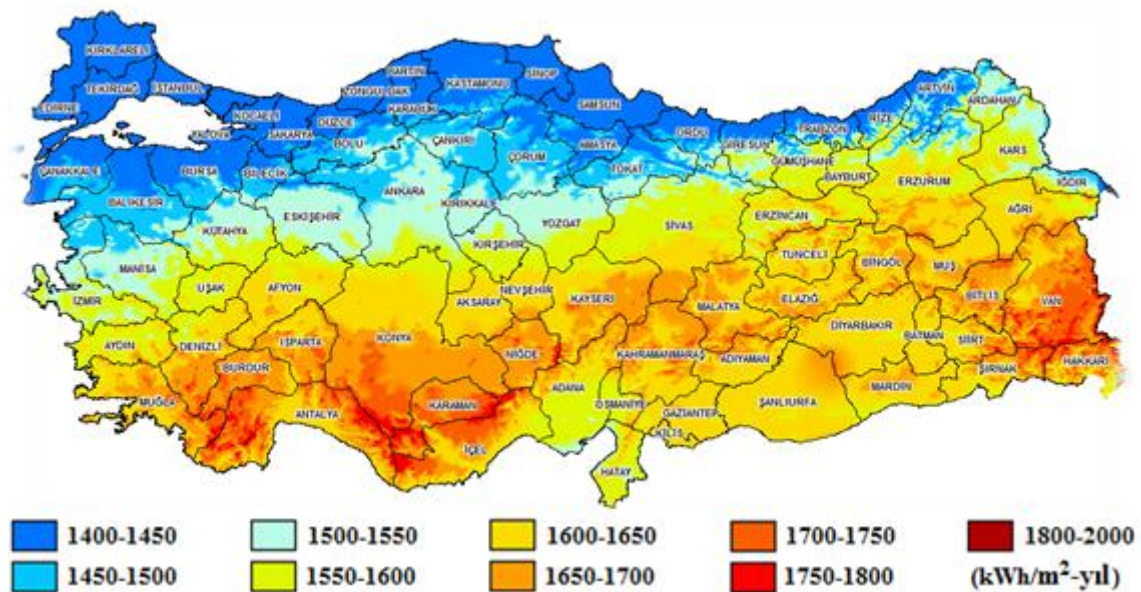 KIRKLARELİ
EDİRNE
TEKİRDAĞ
İSTANBUL
KOCAELİ
YALOVA
SAKARYA
DÜZCE
ZONGULDAK
BARTIN
KARABÜK
KASTAMONU
SİNOP
SAMSUN
ORDU
GİRESUN
TRABZON
RİZE
ARTVİN
ARDAHAN
ÇANAKKALE
BURSA
BİLECİK
BOLU
ÇANKIRI
ÇORUM
AMASYA
TOKAT
GÜMÜŞHANE
BAYBURT
ERZURUM
KARS
IĞDIR
BALIKESİR
KÜTAHYA
ESKİŞEHİR
ANKARA
KIRIKKALE
YOZGAT
SİVAS
ERZİNCAN
AĞRI
MANİSA
KIRŞEHİR
TUNCELİ
BİNGÖL
MUŞ
İZMİR
UŞAK
AFYON
AKSARAY
NEVŞEHİR
KAYSERİ
MALATYA
ELAZIĞ
BİTLİS
VAN
AYDIN
DENİZLİ
ISPARTA
KONYA
NİĞDE
KAHRAMANMARAŞ
ADIYAMAN
DİYARBAKIR
BATMAN
SİİRT
HAKKARİ
BURDUR
MUĞLA
ANTALYA
KARAMAN
İÇEL
ADANA
OSMANİYE
GAZİANTEP
KİLİS
ŞANLIURFA
MARDİN
ŞIRNAK
HATAY
1400-1450 1500-1550 1600-1650 1700-1750 1800-2000
1450-1500 1550-1600 1650-1700 1750-1800 (kWh/m²-yıl)